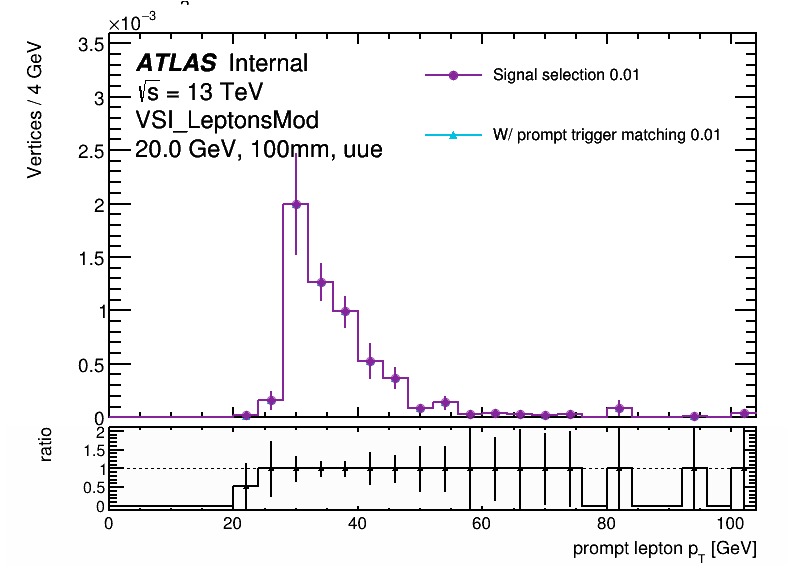 ×10⁻³
ATLAS Internal
√s = 13 TeV
VSI_LeptonsMod
20.0 GeV, 100mm, uue
Signal selection 0.01
W/ prompt trigger matching 0.01
Vertices / 4 GeV
3.5
3
2.5
2
1.5
1
0.5
0
ratio
2
1.5
1
0.5
0
0 20 40 60 80 100
prompt lepton p_T [GeV]